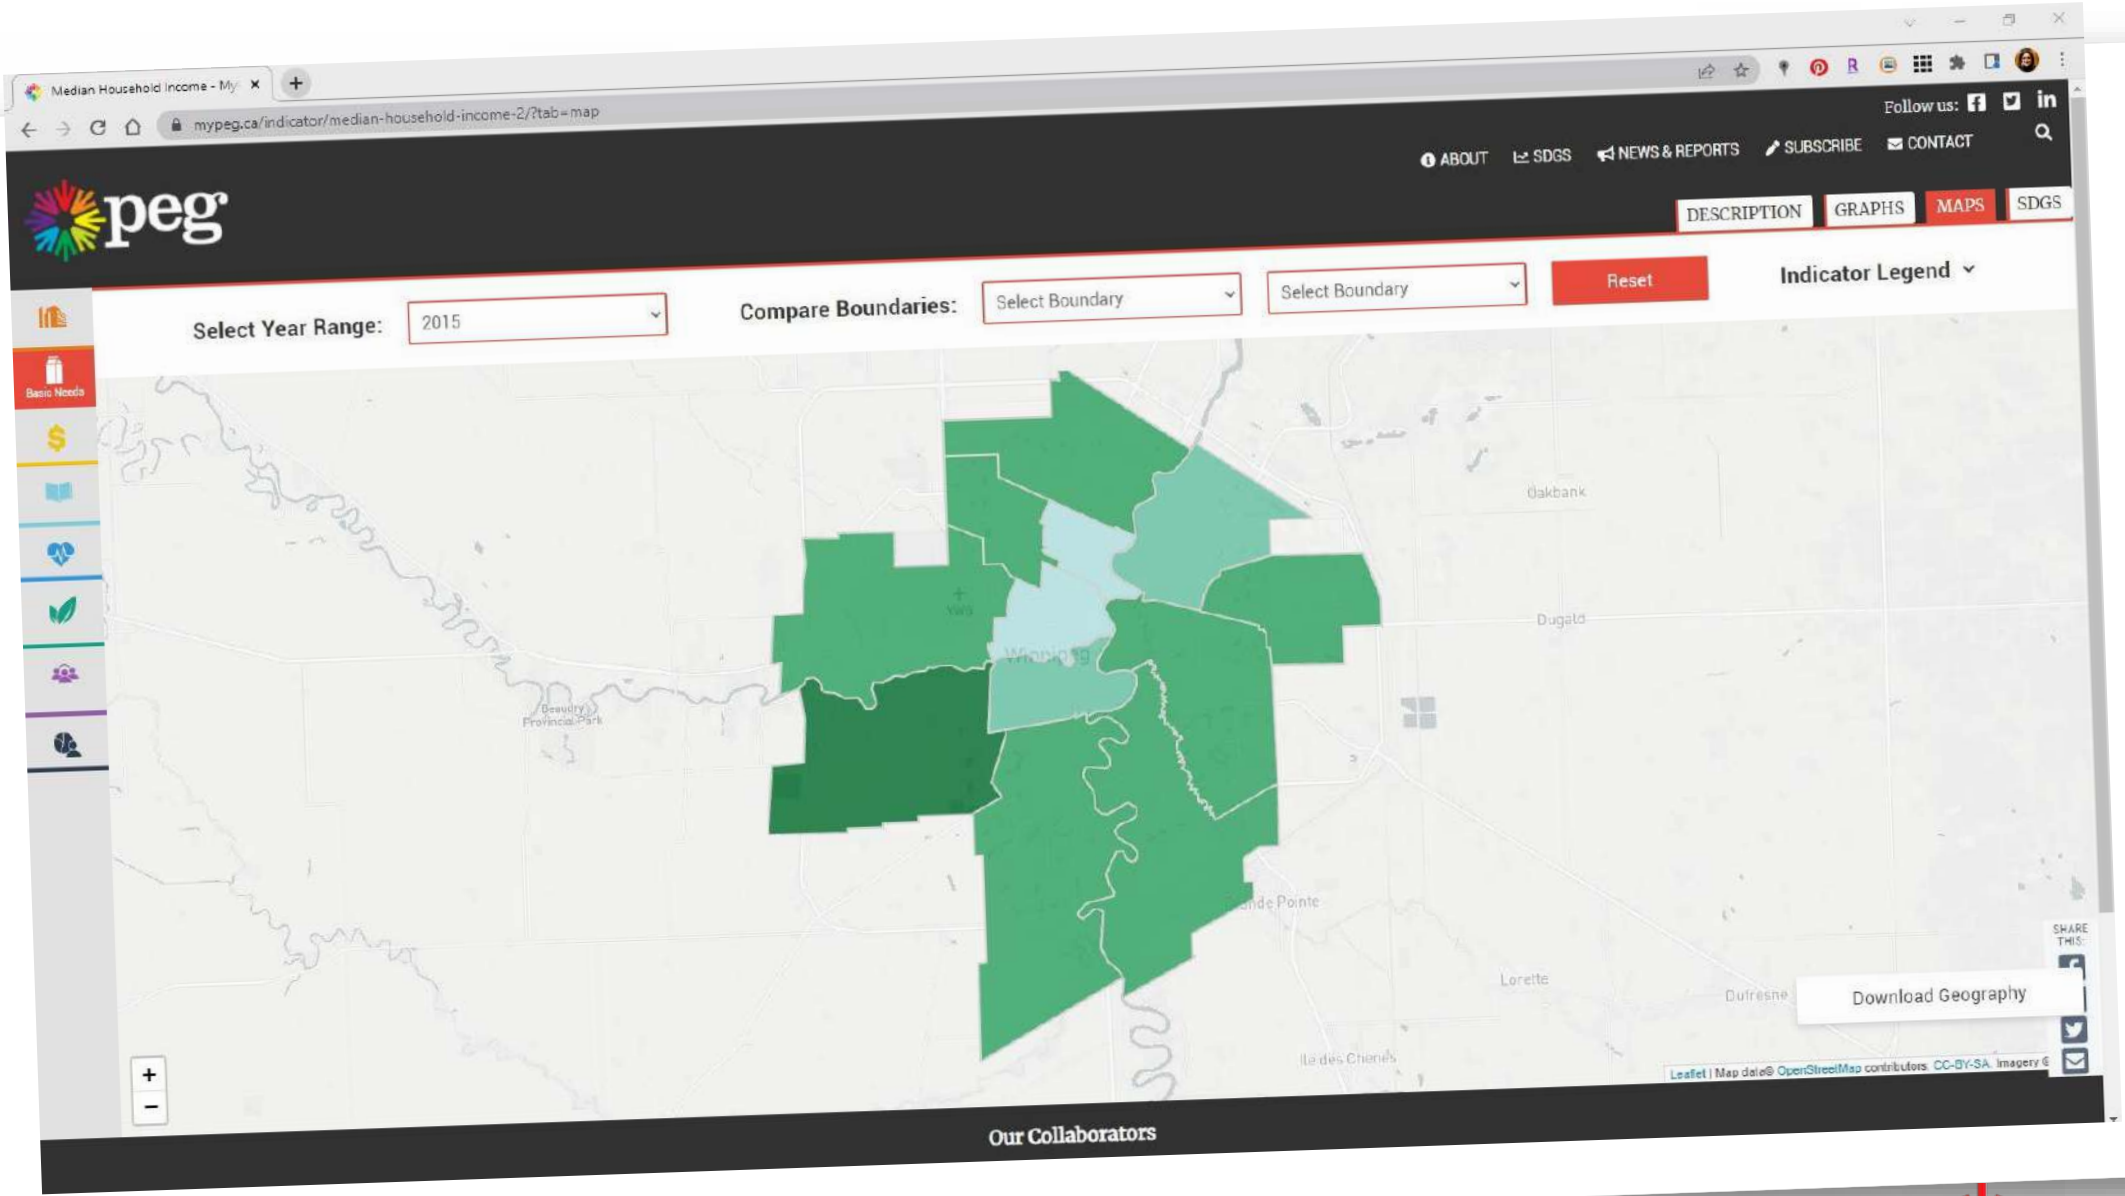 Median Household Income - My
mypeg.ca/indicator/median-household-income-2/?tab=map
Follow us:
ABOUT SDGS NEWS & REPORTS SUBSCRIBE CONTACT
peg
DESCRIPTION GRAPHS MAPS SDGS
Select Year Range: 2015 Compare Boundaries: Select Boundary Select Boundary Reset Indicator Legend
Basic Needs
Oakbank
YWG
Dugald
Winnipeg
Beaudry
Provincial Park
nde Pointe
SHARE
THIS:
Lorette
Dufresne
Download Geography
Ile des Chenes
Leaflet | Map data© OpenStreetMap contributors, CC-BY-SA, Imagery ©
+
−
Our Collaborators